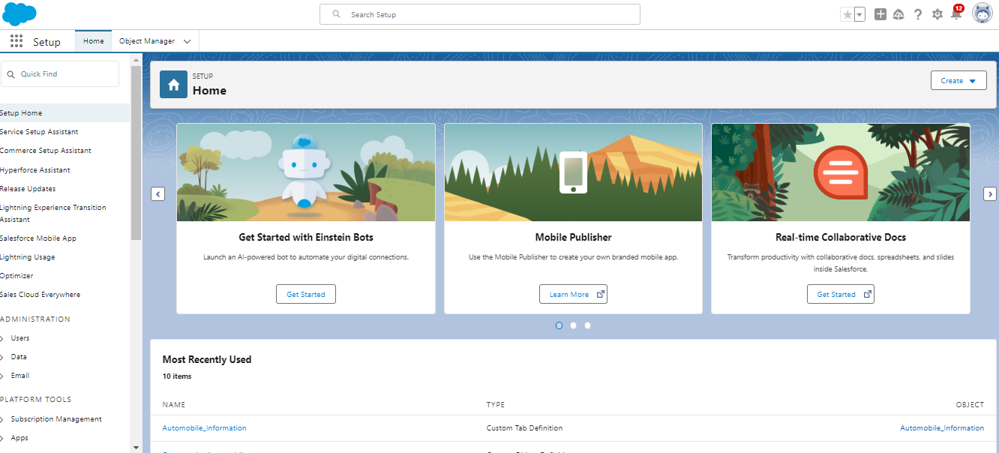 Search Setup
12
Setup
Home
Object Manager
Quick Find
Setup Home
Service Setup Assistant
Commerce Setup Assistant
Hyperforce Assistant
Release Updates
Lightning Experience Transition
Assistant
Salesforce Mobile App
Lightning Usage
Optimizer
Sales Cloud Everywhere
ADMINISTRATION
Users
Data
Email
PLATFORM TOOLS
Subscription Management
Apps
SETUP
Home
Create
Get Started with Einstein Bots
Launch an AI-powered bot to automate your digital connections.
Get Started
Mobile Publisher
Use the Mobile Publisher to create your own branded mobile app.
Learn More
Real-time Collaborative Docs
Transform productivity with collaborative docs, spreadsheets, and slides
inside Salesforce.
Get Started
Most Recently Used
10 items
NAME TYPE OBJECT
Automobile_Information Custom Tab Definition Automobile_Information